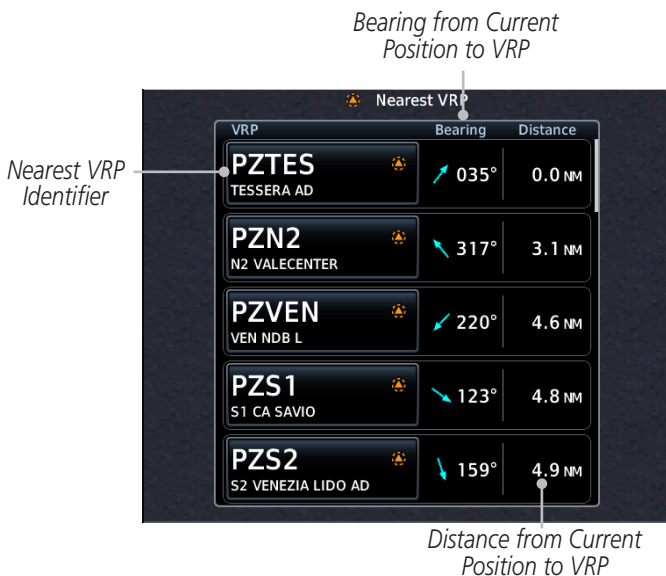 Bearing from Current
Position to VRP
Nearest VRP
VRP Bearing Distance
Nearest VRP
Identifier
PZTES 035° 0.0 NM
TESSERA AD
PZN2 317° 3.1 NM
N2 VALECENTER
PZVEN 220° 4.6 NM
VEN NDB L
PZS1 123° 4.8 NM
S1 CA SAVIO
PZS2 159° 4.9 NM
S2 VENEZIA LIDO AD
Distance from Current
Position to VRP